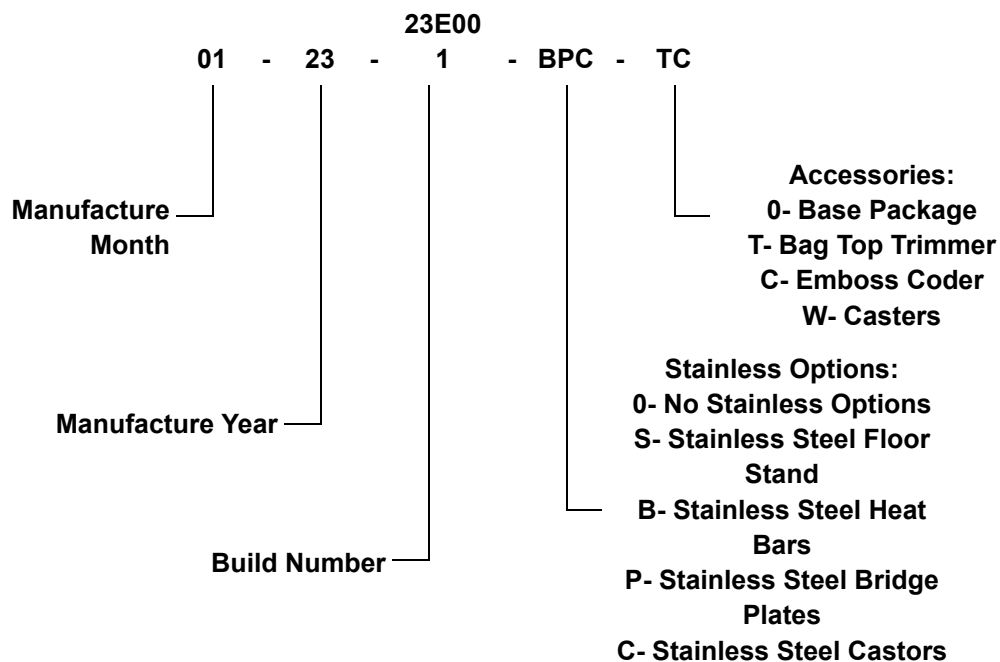 23E00
01 - 23 - 1 - BPC - TC
Accessories:
0- Base Package
T- Bag Top Trimmer
C- Emboss Coder
W- Casters
Manufacture
Month
Stainless Options:
0- No Stainless Options
S- Stainless Steel Floor
Stand
B- Stainless Steel Heat
Bars
P- Stainless Steel Bridge
Plates
C- Stainless Steel Castors
Manufacture Year
Build Number